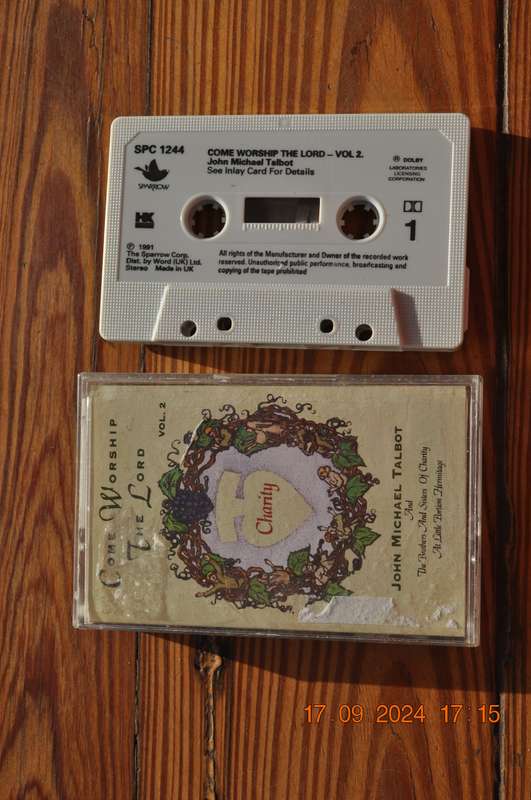 SPC 1244
SPARROW
HK
COME WORSHIP THE LORD – VOL 2.
John Michael Talbot
See Inlay Card For Details
® DOLBY
LABORATORIES
LICENSING
CORPORATION
1
℗ 1991
The Sparrow Corp.
Dist. by Word (UK) Ltd.
Stereo Made in UK
All rights of the Manufacturer and Owner of the recorded work
reserved. Unauthorized public performance, broadcasting and
copying of the tape prohibited
COME WORSHIP
THE LORD
VOL. 2
Charity
JOHN MICHAEL TALBOT
And
The Brothers And Sisters Of Charity
At Little Portion Hermitage
17.09.2024 17:15